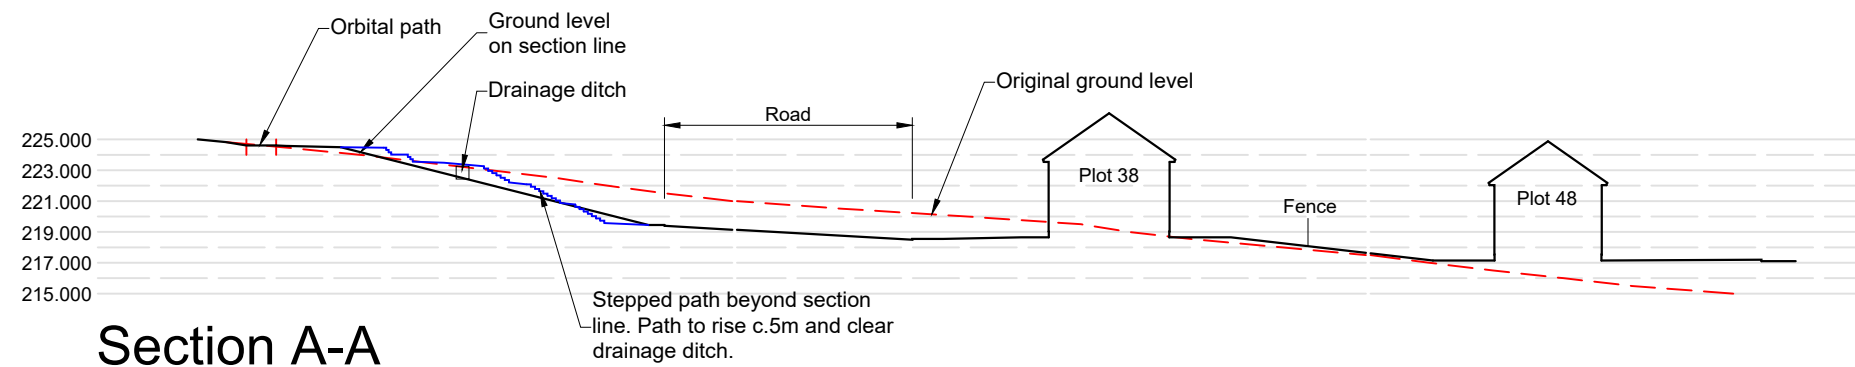 Orbital path
Ground level
on section line
Drainage ditch
Original ground level
Road
225.000
223.000
221.000
219.000
217.000
215.000
Plot 38
Fence
Plot 48
Stepped path beyond section
line. Path to rise c.5m and clear
drainage ditch.
Section A-A